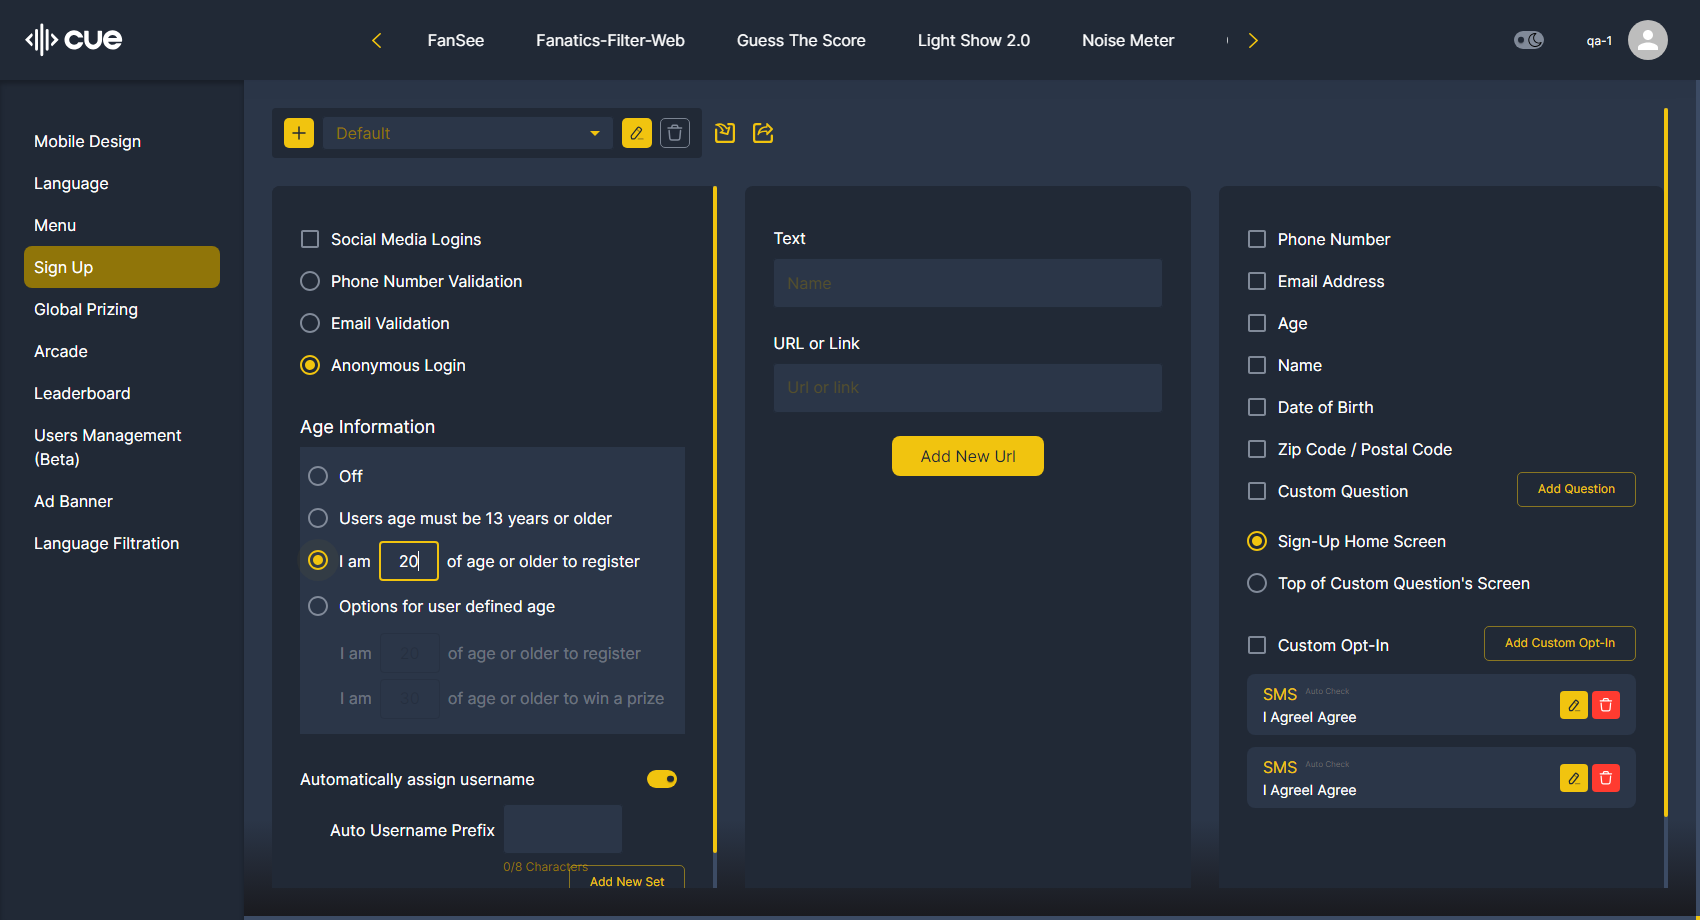 cue
FanSee
Fanatics-Filter-Web
Guess The Score
Light Show 2.0
Noise Meter
qa-1
Mobile Design
Language
Menu
Sign Up
Global Prizing
Arcade
Leaderboard
Users Management
(Beta)
Ad Banner
Language Filtration
Default
Social Media Logins
Phone Number Validation
Email Validation
Anonymous Login
Age Information
Off
Users age must be 13 years or older
I am 20 of age or older to register
Options for user defined age
I am 20 of age or older to register
I am 30 of age or older to win a prize
Automatically assign username
Auto Username Prefix
0/8 Characters
Add New Set
Text
Name
URL or Link
Url or link
Add New Url
Phone Number
Email Address
Age
Name
Date of Birth
Zip Code / Postal Code
Custom Question
Add Question
Sign-Up Home Screen
Top of Custom Question's Screen
Custom Opt-In
Add Custom Opt-In
SMS Auto Check
I AgreeI Agree
SMS Auto Check
I AgreeI Agree